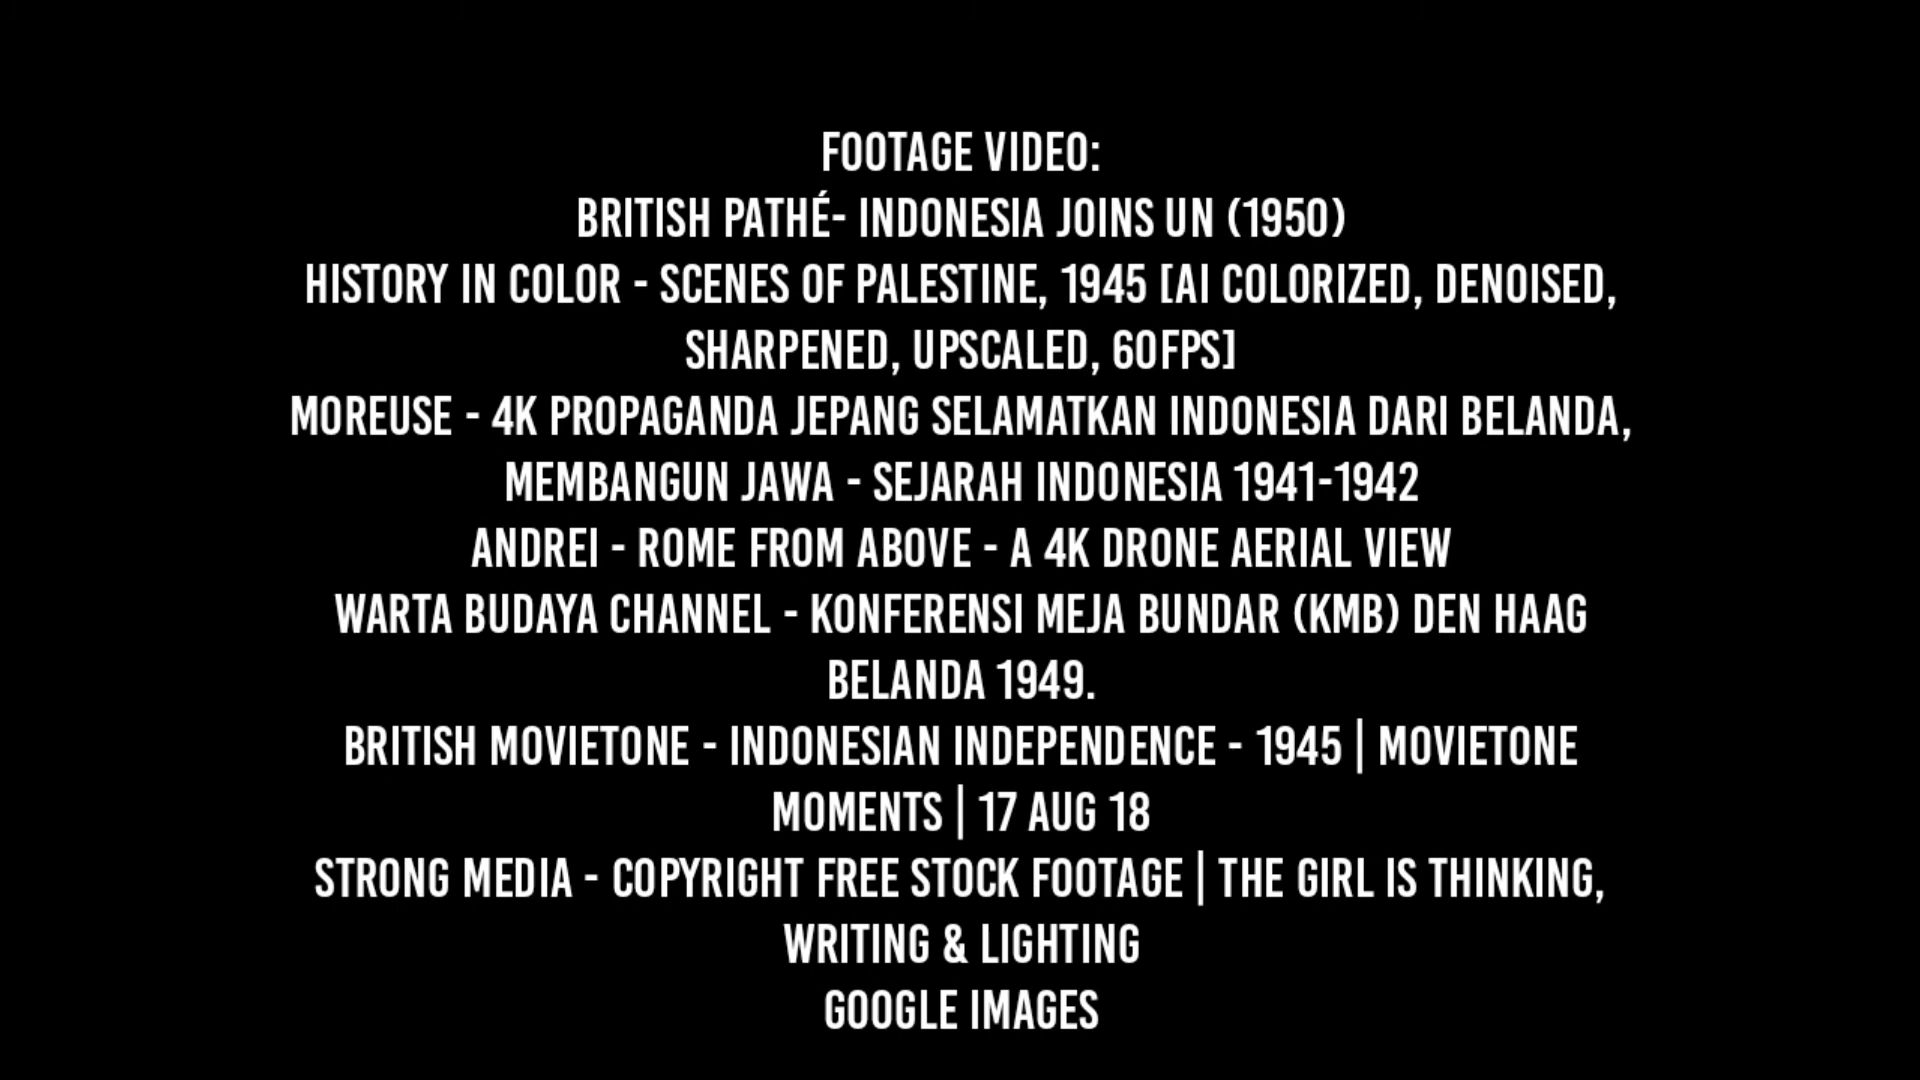 FOOTAGE VIDEO:
BRITISH PATHÉ- INDONESIA JOINS UN (1950)
HISTORY IN COLOR - SCENES OF PALESTINE, 1945 [AI COLORIZED, DENOISED,
SHARPENED, UPSCALED, 60FPS]
MOREUSE - 4K PROPAGANDA JEPANG SELAMATKAN INDONESIA DARI BELANDA,
MEMBANGUN JAWA - SEJARAH INDONESIA 1941-1942
ANDREI - ROME FROM ABOVE - A 4K DRONE AERIAL VIEW
WARTA BUDAYA CHANNEL - KONFERENSI MEJA BUNDAR (KMB) DEN HAAG
BELANDA 1949.
BRITISH MOVIETONE - INDONESIAN INDEPENDENCE - 1945 | MOVIETONE
MOMENTS | 17 AUG 18
STRONG MEDIA - COPYRIGHT FREE STOCK FOOTAGE | THE GIRL IS THINKING,
WRITING & LIGHTING
GOOGLE IMAGES